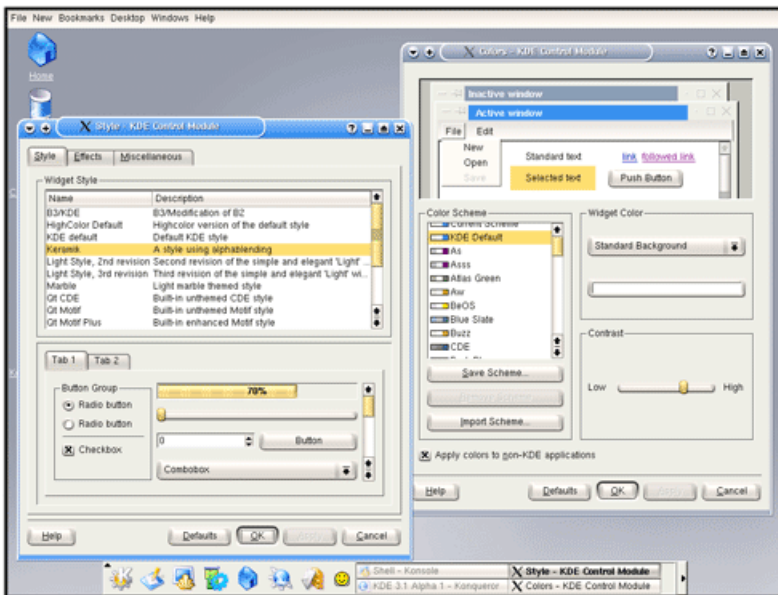 File New Bookmarks Desktop Windows Help
Home
Colors - KDE Control Module
Inactive window
Active window
File Edit
New
Open
Save
Standard text
link followed link
Selected text
Push Button
Color Scheme
Current Scheme
KDE Default
As
Asss
Atlas Green
Aw
BeOS
Blue Slate
Buzz
CDE
Save Scheme...
Import Scheme...
Widget Color
Standard Background
Contrast
Low
High
Apply colors to non-KDE applications
Help
Defaults
OK
Apply
Cancel
Style - KDE Control Module
Style Effects Miscellaneous
Widget Style
Name Description
B3/KDE B3/Modification of B2
HighColor Default Highcolor version of the default style
KDE default Default KDE style
Keramik A style using alphablending
Light Style, 2nd revision Second revision of the simple and elegant 'Light' ...
Light Style, 3rd revision Third revision of the simple and elegant 'Light' wi...
Marble Light marble themed style
Qt CDE Built-in unthemed CDE style
Qt Motif Built-in unthemed Motif style
Qt Motif Plus Built-in enhanced Motif style
Tab 1 Tab 2
Button Group
Radio button
Radio button
Checkbox
70%
0
Button
Combobox
Help
Defaults
OK
Apply
Cancel
Shell - Konsole
Style - KDE Control Module
KDE 3.1 Alpha 1 - Konqueror
Colors - KDE Control Module